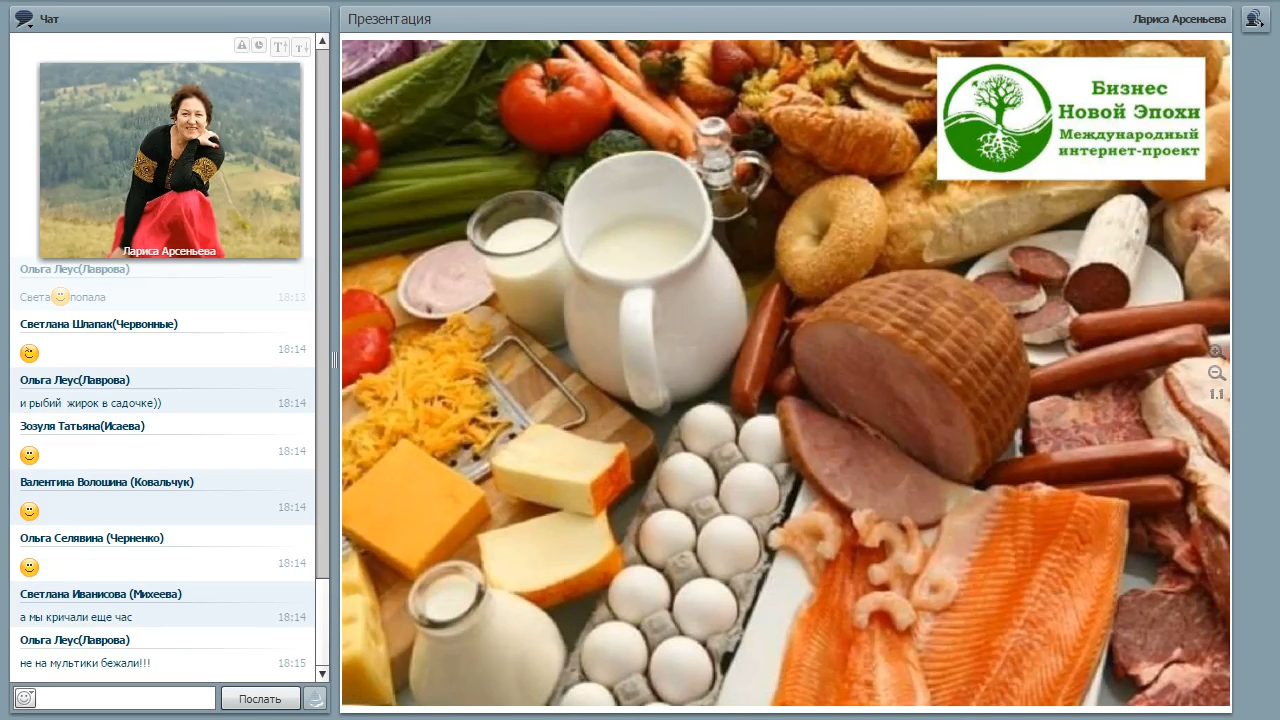 Чат
Лариса Арсеньева
Ольга Леус(Лаврова)
Света попала 18:13
Светлана Шлапак(Червонные)
18:14
Ольга Леус(Лаврова)
и рыбий жирок в садочке)) 18:14
Зозуля Татьяна(Исаева)
18:14
Валентина Волошина (Ковальчук)
18:14
Ольга Селявина (Черненко)
18:14
Светлана Иванисова (Михеева)
а мы кричали еще час 18:14
Ольга Леус(Лаврова)
не на мультики бежали!!! 18:15
Послать
Презентация
Лариса Арсеньева
Бизнес
Новой Эпохи
Международный
интернет-проект
1.1